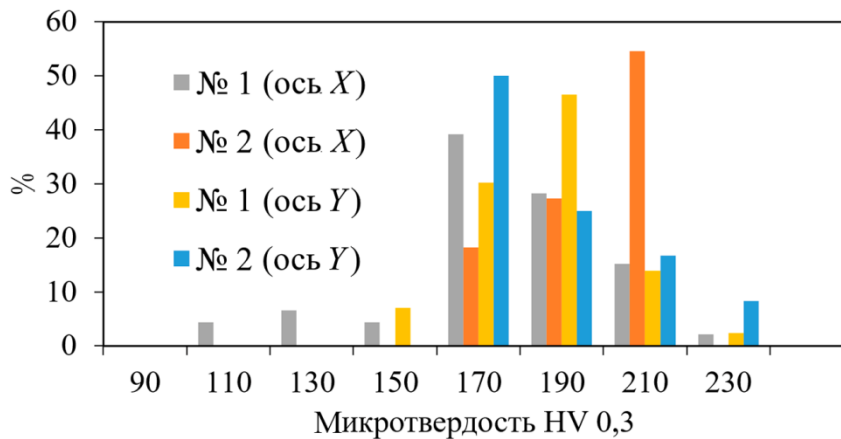 60
50
40
30
20
10
0
%
№ 1 (ось X)
№ 2 (ось X)
№ 1 (ось Y)
№ 2 (ось Y)
90 110 130 150 170 190 210 230
Микротвердость HV 0,3